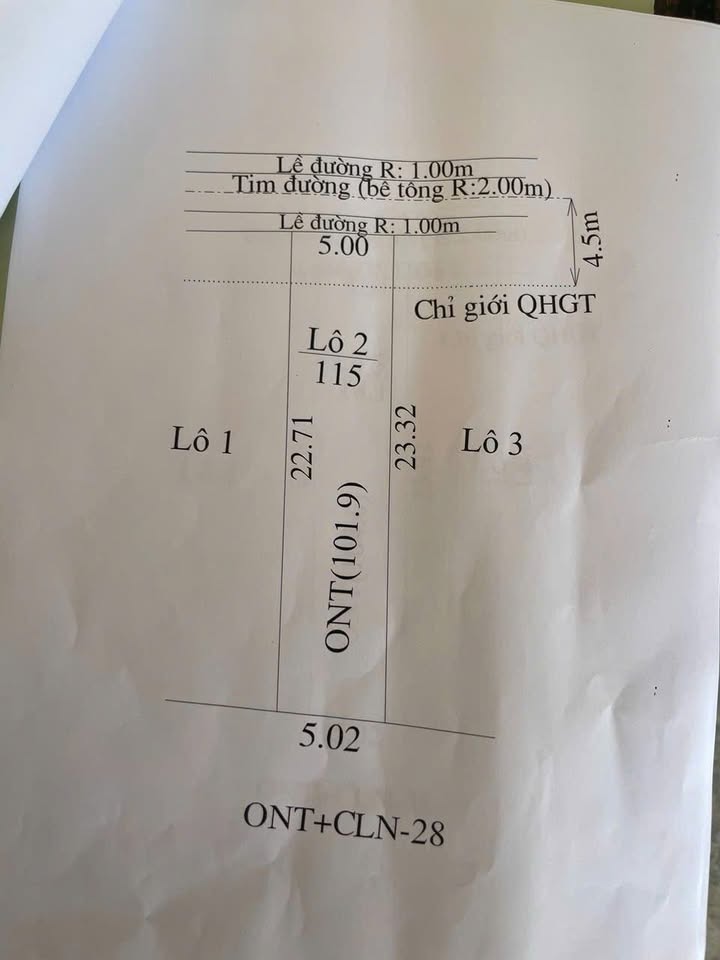 Lề đường R: 1.00m
Tim đường (bê tông R:2.00m)
Lề đường R: 1.00m
5.00
4.5m
Chỉ giới QHGT
Lô 2
115
Lô 1
22.71
23.32
Lô 3
ONT(101.9)
5.02
ONT+CLN-28